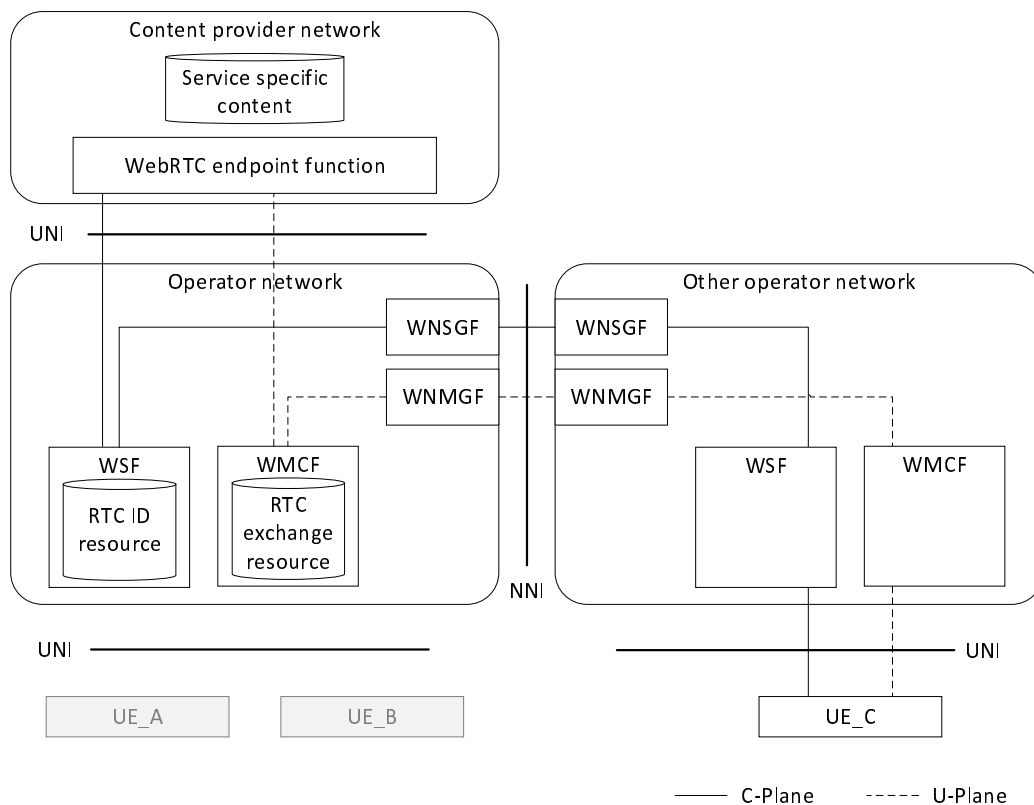 Content provider network
Service specific
content
WebRTC endpoint function
UNI
Operator network
Other operator network
WNSGF
WNSGF
WNMGF
WNMGF
WSF
WMCF
WSF
WMCF
RTC ID
resource
RTC
exchange
resource
NNI
UNI
UNI
UE_A
UE_B
UE_C
C-Plane
U-Plane